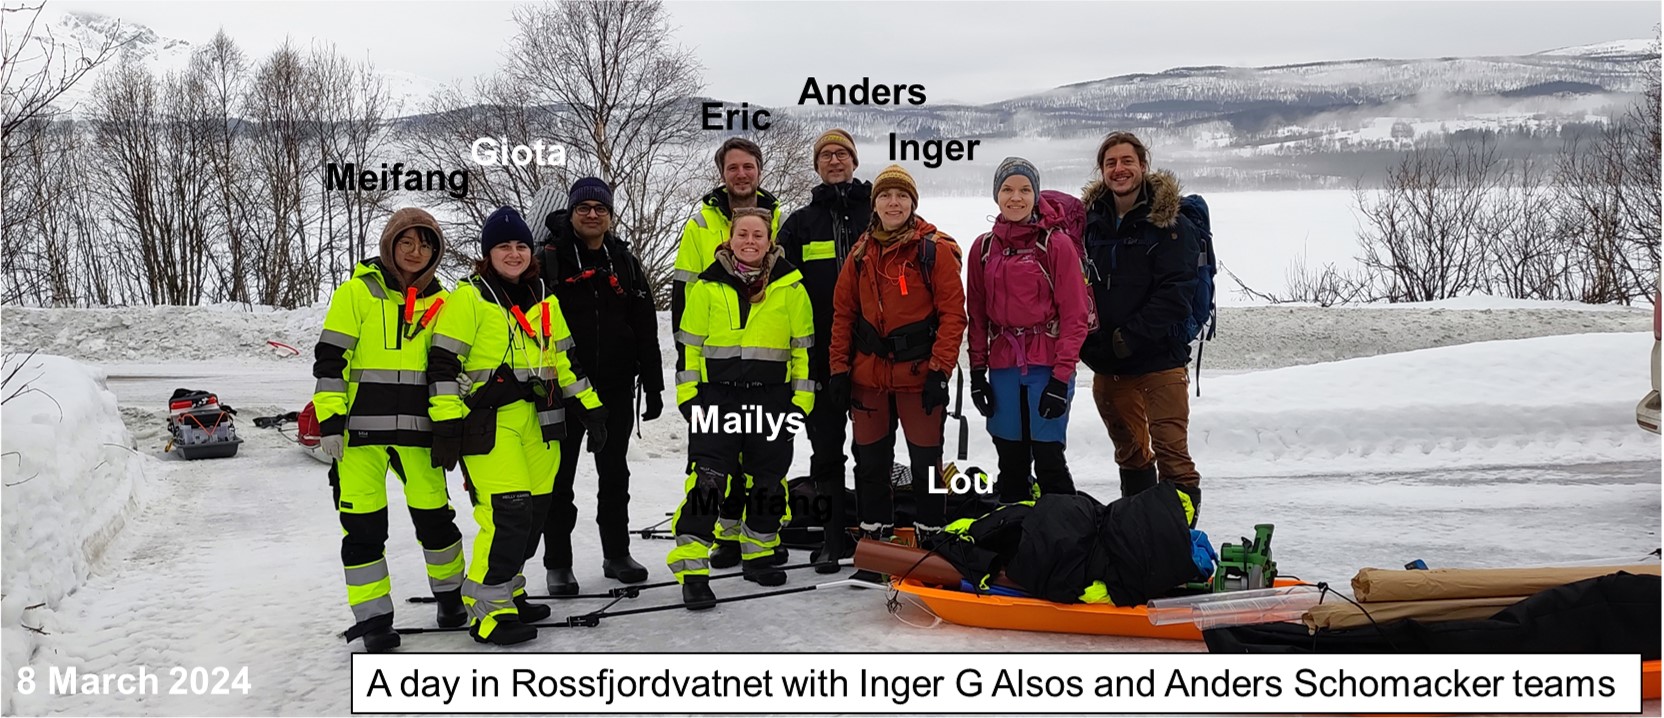 Anders
Eric
Inger
Giota
Meifang
Maïlys
Lou
Meifang
8 March 2024
A day in Rossfjordvatnet with Inger G Alsos and Anders Schomacker teams